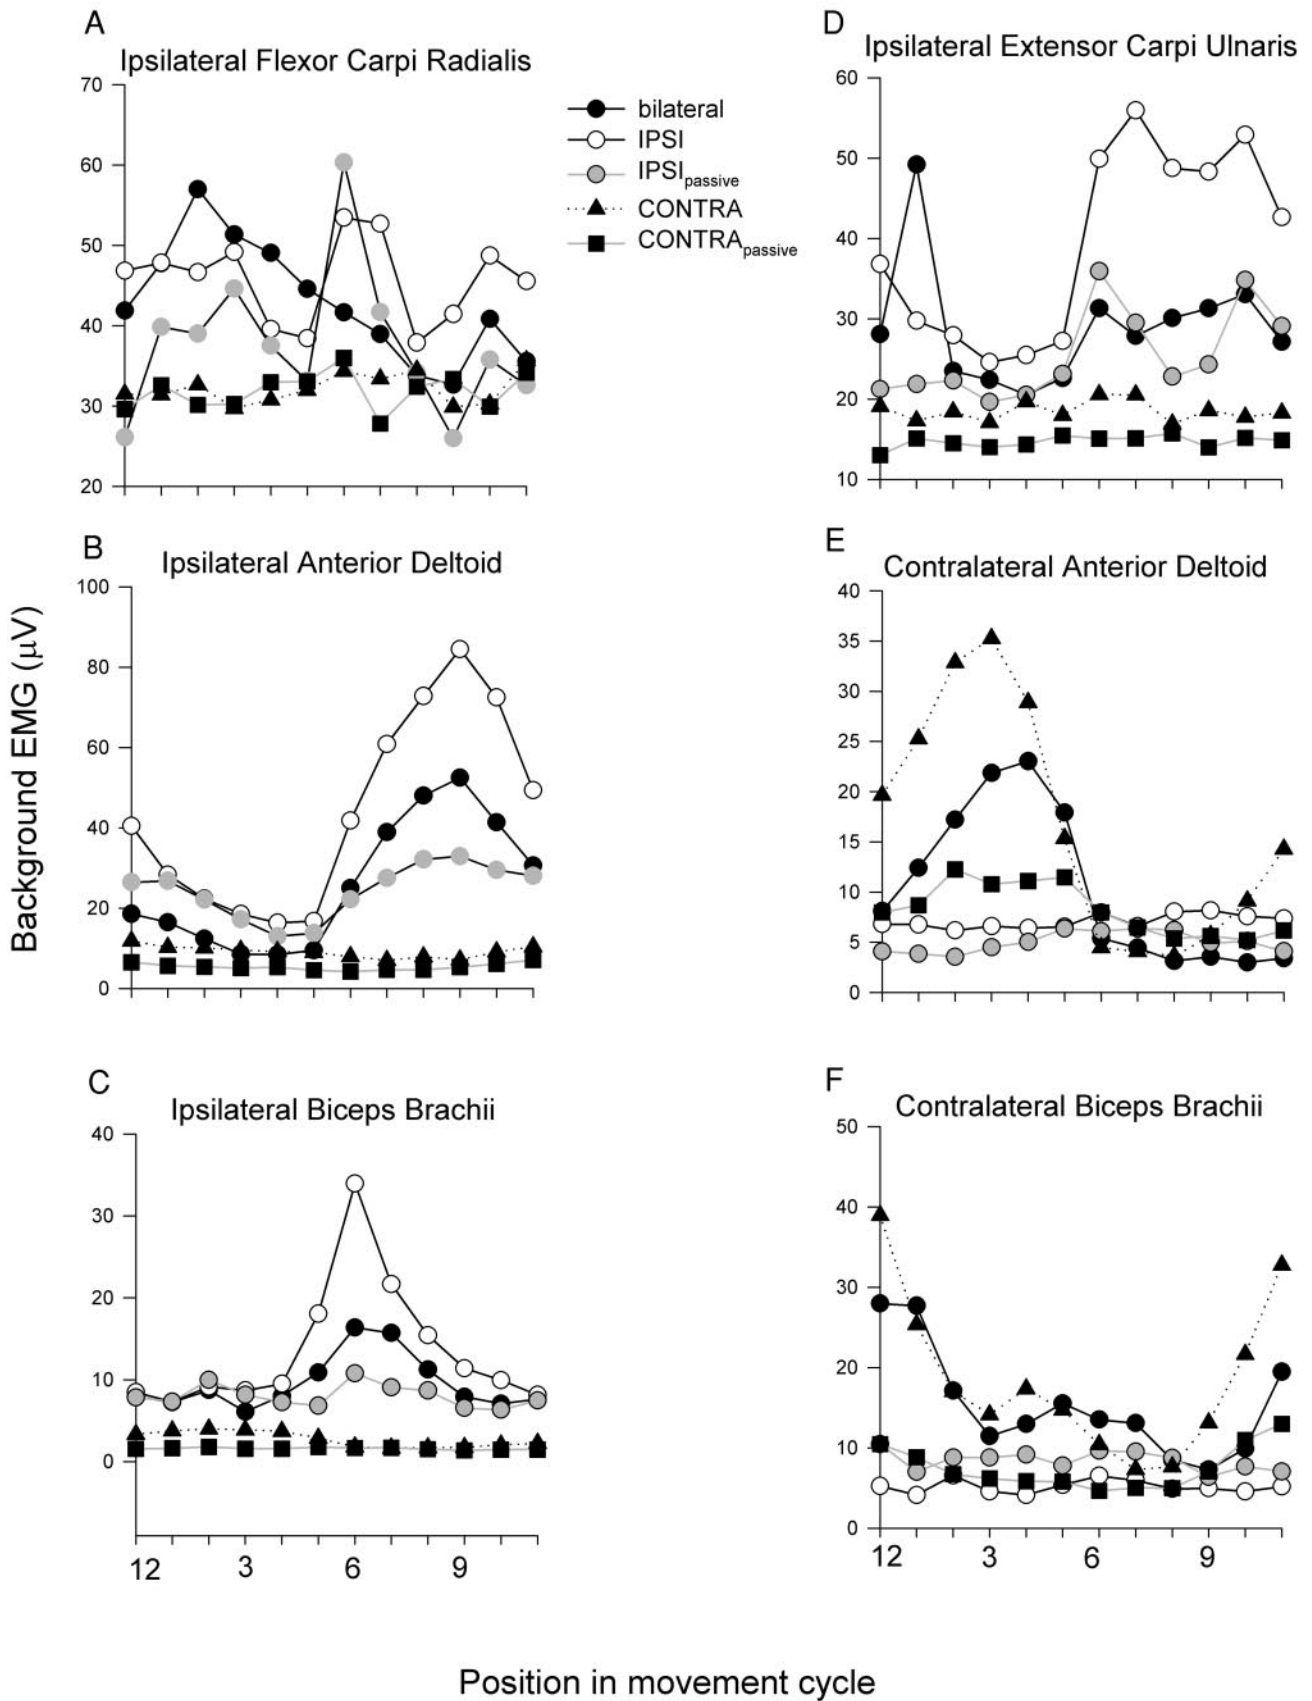 A
Ipsilateral Flexor Carpi Radialis
70
60
50
40
30
20
bilateral
IPSI
IPSIpassive
CONTRA
CONTRApassive
D
Ipsilateral Extensor Carpi Ulnaris
60
50
40
30
20
10
B
Ipsilateral Anterior Deltoid
100
80
60
40
20
0
E
Contralateral Anterior Deltoid
40
35
30
25
20
15
10
5
0
Background EMG (μV)
C
Ipsilateral Biceps Brachii
40
30
20
10
0
12 3 6 9
F
Contralateral Biceps Brachii
50
40
30
20
10
0
12 3 6 9
Position in movement cycle